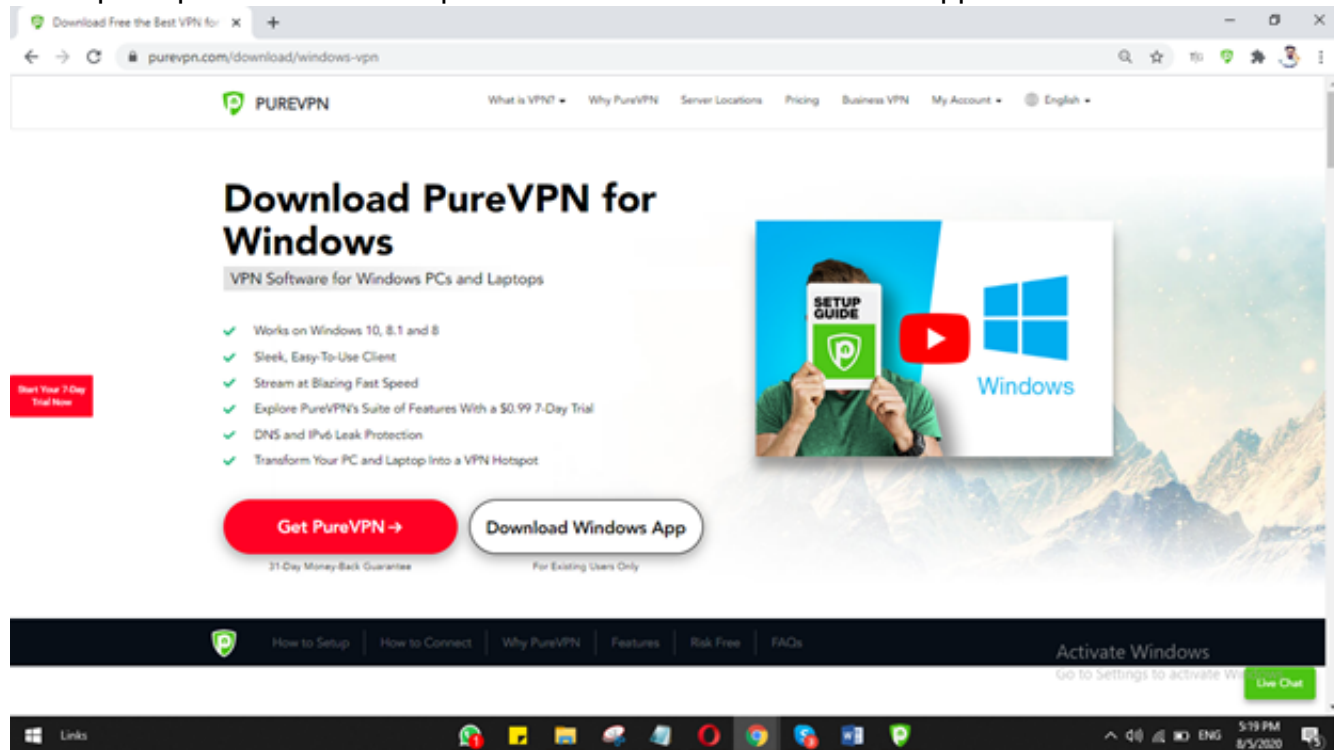 Download Free the Best VPN for
purevpn.com/download/windows-vpn
PUREVPN
What is VPN? Why PureVPN Server Locations Pricing Business VPN My Account English
Download PureVPN for
Windows
VPN Software for Windows PCs and Laptops
Works on Windows 10, 8.1 and 8
Sleek, Easy-To-Use Client
Stream at Blazing Fast Speed
Explore PureVPN's Suite of Features With a $0.99 7-Day Trial
DNS and IPv6 Leak Protection
Transform Your PC and Laptop Into a VPN Hotspot
Start Your 7-Day
Trial Now
SETUP
GUIDE
Windows
Get PureVPN→
Download Windows App
31-Day Money-Back Guarantee
For Existing Users Only
How to Setup How to Connect Why PureVPN Features Risk Free FAQs
Activate Windows
Go to Settings to activate
Live Chat
Links
ENG
5:19 PM
8/5/2020